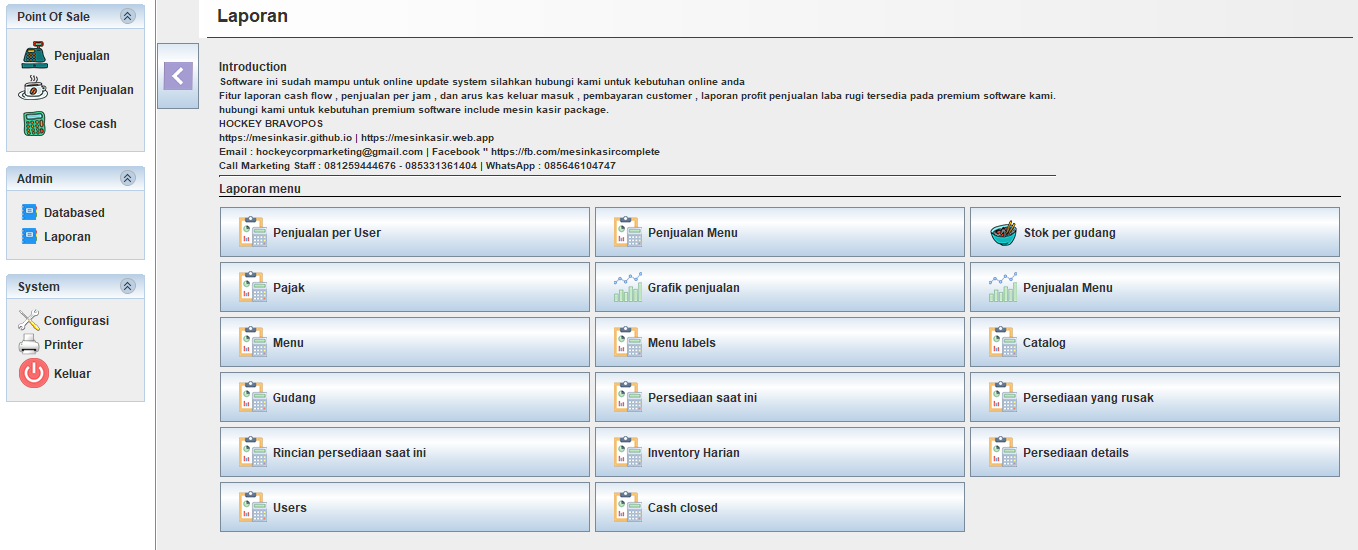 Point Of Sale
Penjualan
Edit Penjualan
Close cash
Admin
Databased
Laporan
System
Configurasi
Printer
Keluar
Laporan
Introduction
Software ini sudah mampu untuk online update system silahkan hubungi kami untuk kebutuhan online anda
Fitur laporan cash flow , penjualan per jam , dan arus kas keluar masuk , pembayaran customer , laporan profit penjualan laba rugi tersedia pada premium software kami.
hubungi kami untuk kebutuhan premium software include mesin kasir package.
HOCKEY BRAVOPOS
https://mesinkasir.github.io | https://mesinkasir.web.app
Email : hockeycorpmarketing@gmail.com | Facebook " https://fb.com/mesinkasircomplete
Call Marketing Staff : 081259444676 - 085331361404 | WhatsApp : 085646104747
Laporan menu
Penjualan per User
Penjualan Menu
Stok per gudang
Pajak
Grafik penjualan
Penjualan Menu
Menu
Menu labels
Catalog
Gudang
Persediaan saat ini
Persediaan yang rusak
Rincian persediaan saat ini
Inventory Harian
Persediaan details
Users
Cash closed